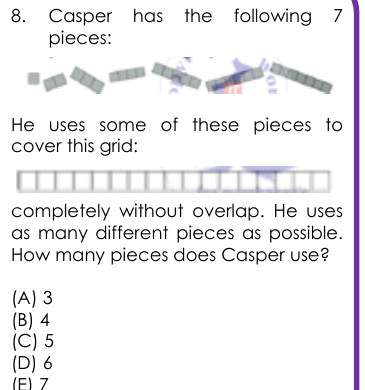 8. Casper has the following 7
pieces:
He uses some of these pieces to
cover this grid:
completely without overlap. He uses
as many different pieces as possible.
How many pieces does Casper use?
(A) 3
(B) 4
(C) 5
(D) 6
(E) 7